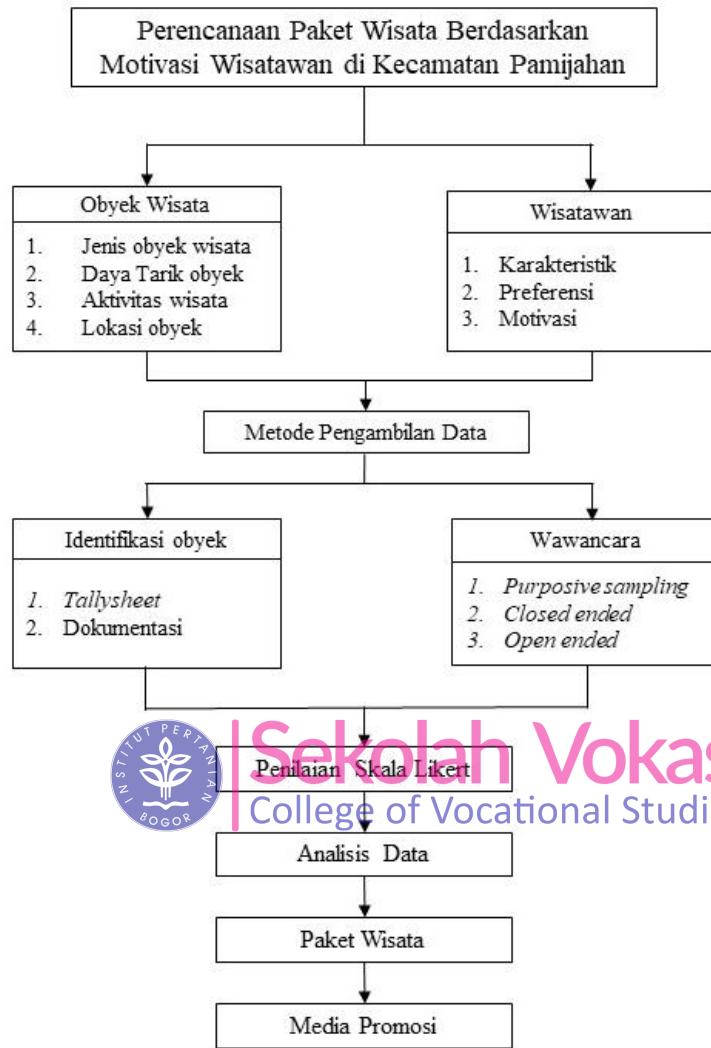 Perencanaan Paket Wisata Berdasarkan
Motivasi Wisatawan di Kecamatan Pamijahan
Obyek Wisata
1. Jenis obyek wisata
2. Daya Tarik obyek
3. Aktivitas wisata
4. Lokasi obyek
Wisatawan
1. Karakteristik
2. Preferensi
3. Motivasi
Metode Pengambilan Data
Identifikasi obyek
1. Tallysheet
2. Dokumentasi
Wawancara
1. Purposive sampling
2. Closed ended
3. Open ended
INSTITUT PERTANIAN
BOGOR
Sekolah Vokas
College of Vocational Studi
Penilaian Skala Likert
Analisis Data
Paket Wisata
Media Promosi